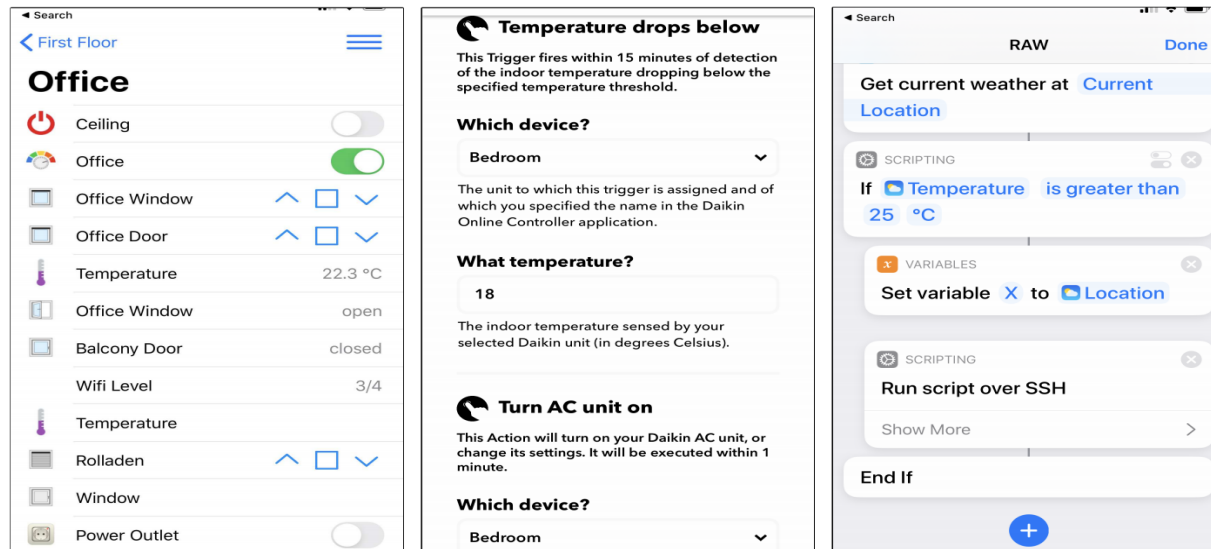 Search
First Floor
Office
Ceiling
Office
Office Window
Office Door
Temperature 22.3 °C
Office Window open
Balcony Door closed
Wifi Level 3/4
Temperature
Rolladen
Window
Power Outlet
Temperature drops below
This Trigger fires within 15 minutes of detection
of the indoor temperature dropping below the
specified temperature threshold.
Which device?
Bedroom
The unit to which this trigger is assigned and of
which you specified the name in the Daikin
Online Controller application.
What temperature?
18
The indoor temperature sensed by your
selected Daikin unit (in degrees Celsius).
Turn AC unit on
This Action will turn on your Daikin AC unit, or
change its settings. It will be executed within 1
minute.
Which device?
Bedroom
Search
RAW Done
Get current weather at Current
Location
SCRIPTING
If Temperature is greater than
25 °C
x VARIABLES
Set variable X to Location
SCRIPTING
Run script over SSH
Show More
End If